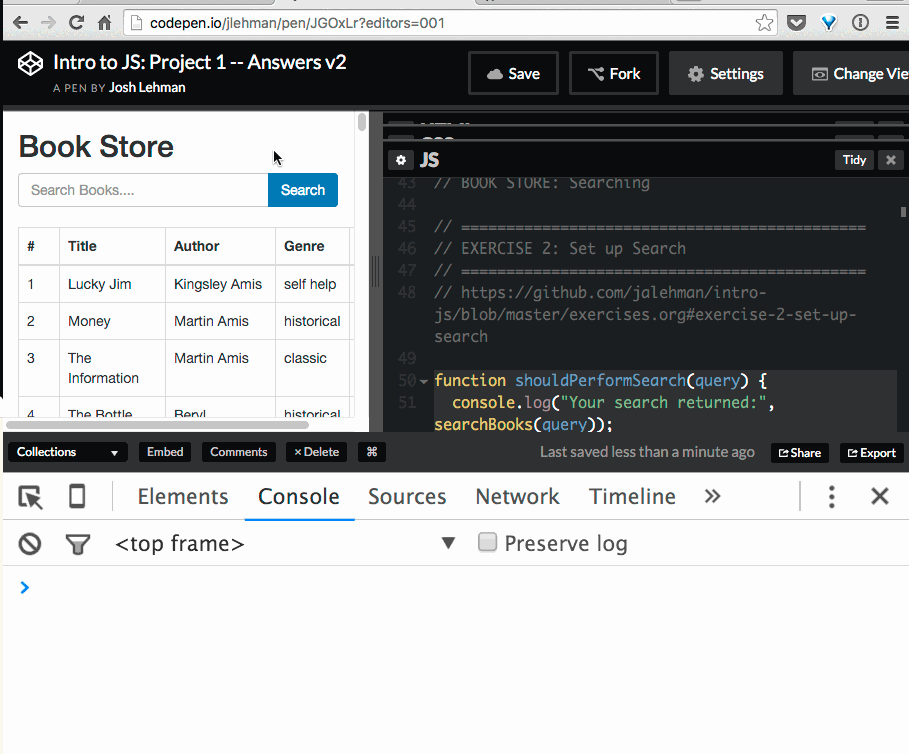 codepen.io/jlehman/pen/JGOxLr?editors=001
Intro to JS: Project 1 -- Answers v2
A PEN BY Josh Lehman
Save
Fork
Settings
Change Vie
Book Store
Search Books....
Search
# Title Author Genre
1 Lucky Jim Kingsley Amis self help
2 Money Martin Amis historical
3 The Information Martin Amis classic
4 The Bottle Beryl historical
JS
Tidy
43 // BOOK STORE: Searching
44
45 // =============================================
46 // EXERCISE 2: Set up Search
47 // =============================================
48 // https://github.com/jalehman/intro-
js/blob/master/exercises.org#exercise-2-set-up-
search
49
50 function shouldPerformSearch(query) {
51 console.log("Your search returned:",
searchBooks(query));
Collections
Embed
Comments
× Delete
⌘
Last saved less than a minute ago
Share
Export
Elements
Console
Sources
Network
Timeline
<top frame>
Preserve log